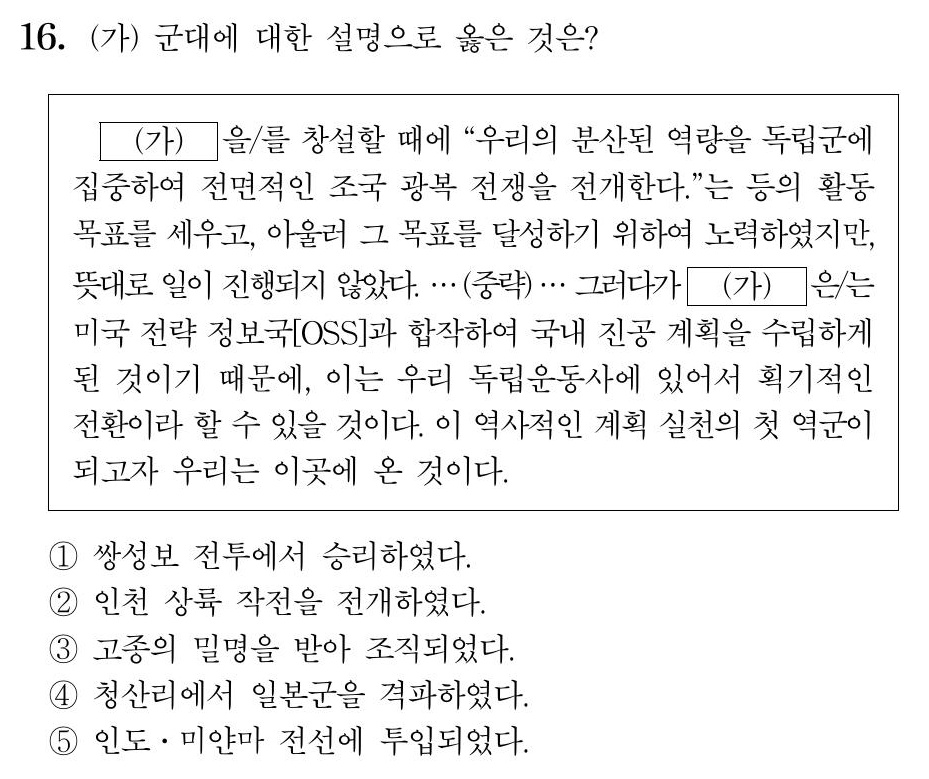 16. (가) 군대에 대한 설명으로 옳은 것은?
(가) 을/를 창설할 때에 “우리의 분산된 역량을 독립군에
집중하여 전면적인 조국 광복 전쟁을 전개한다.”는 등의 활동
목표를 세우고, 아울러 그 목표를 달성하기 위하여 노력하였지만,
뜻대로 일이 진행되지 않았다. …(중략)… 그러다가 (가) 은/는
미국 전략 정보국[OSS]과 합작하여 국내 진공 계획을 수립하게
된 것이기 때문에, 이는 우리 독립운동사에 있어서 획기적인
전환이라 할 수 있을 것이다. 이 역사적인 계획 실천의 첫 역군이
되고자 우리는 이곳에 온 것이다.
① 쌍성보 전투에서 승리하였다.
② 인천 상륙 작전을 전개하였다.
③ 고종의 밀명을 받아 조직되었다.
④ 청산리에서 일본군을 격파하였다.
⑤ 인도·미얀마 전선에 투입되었다.